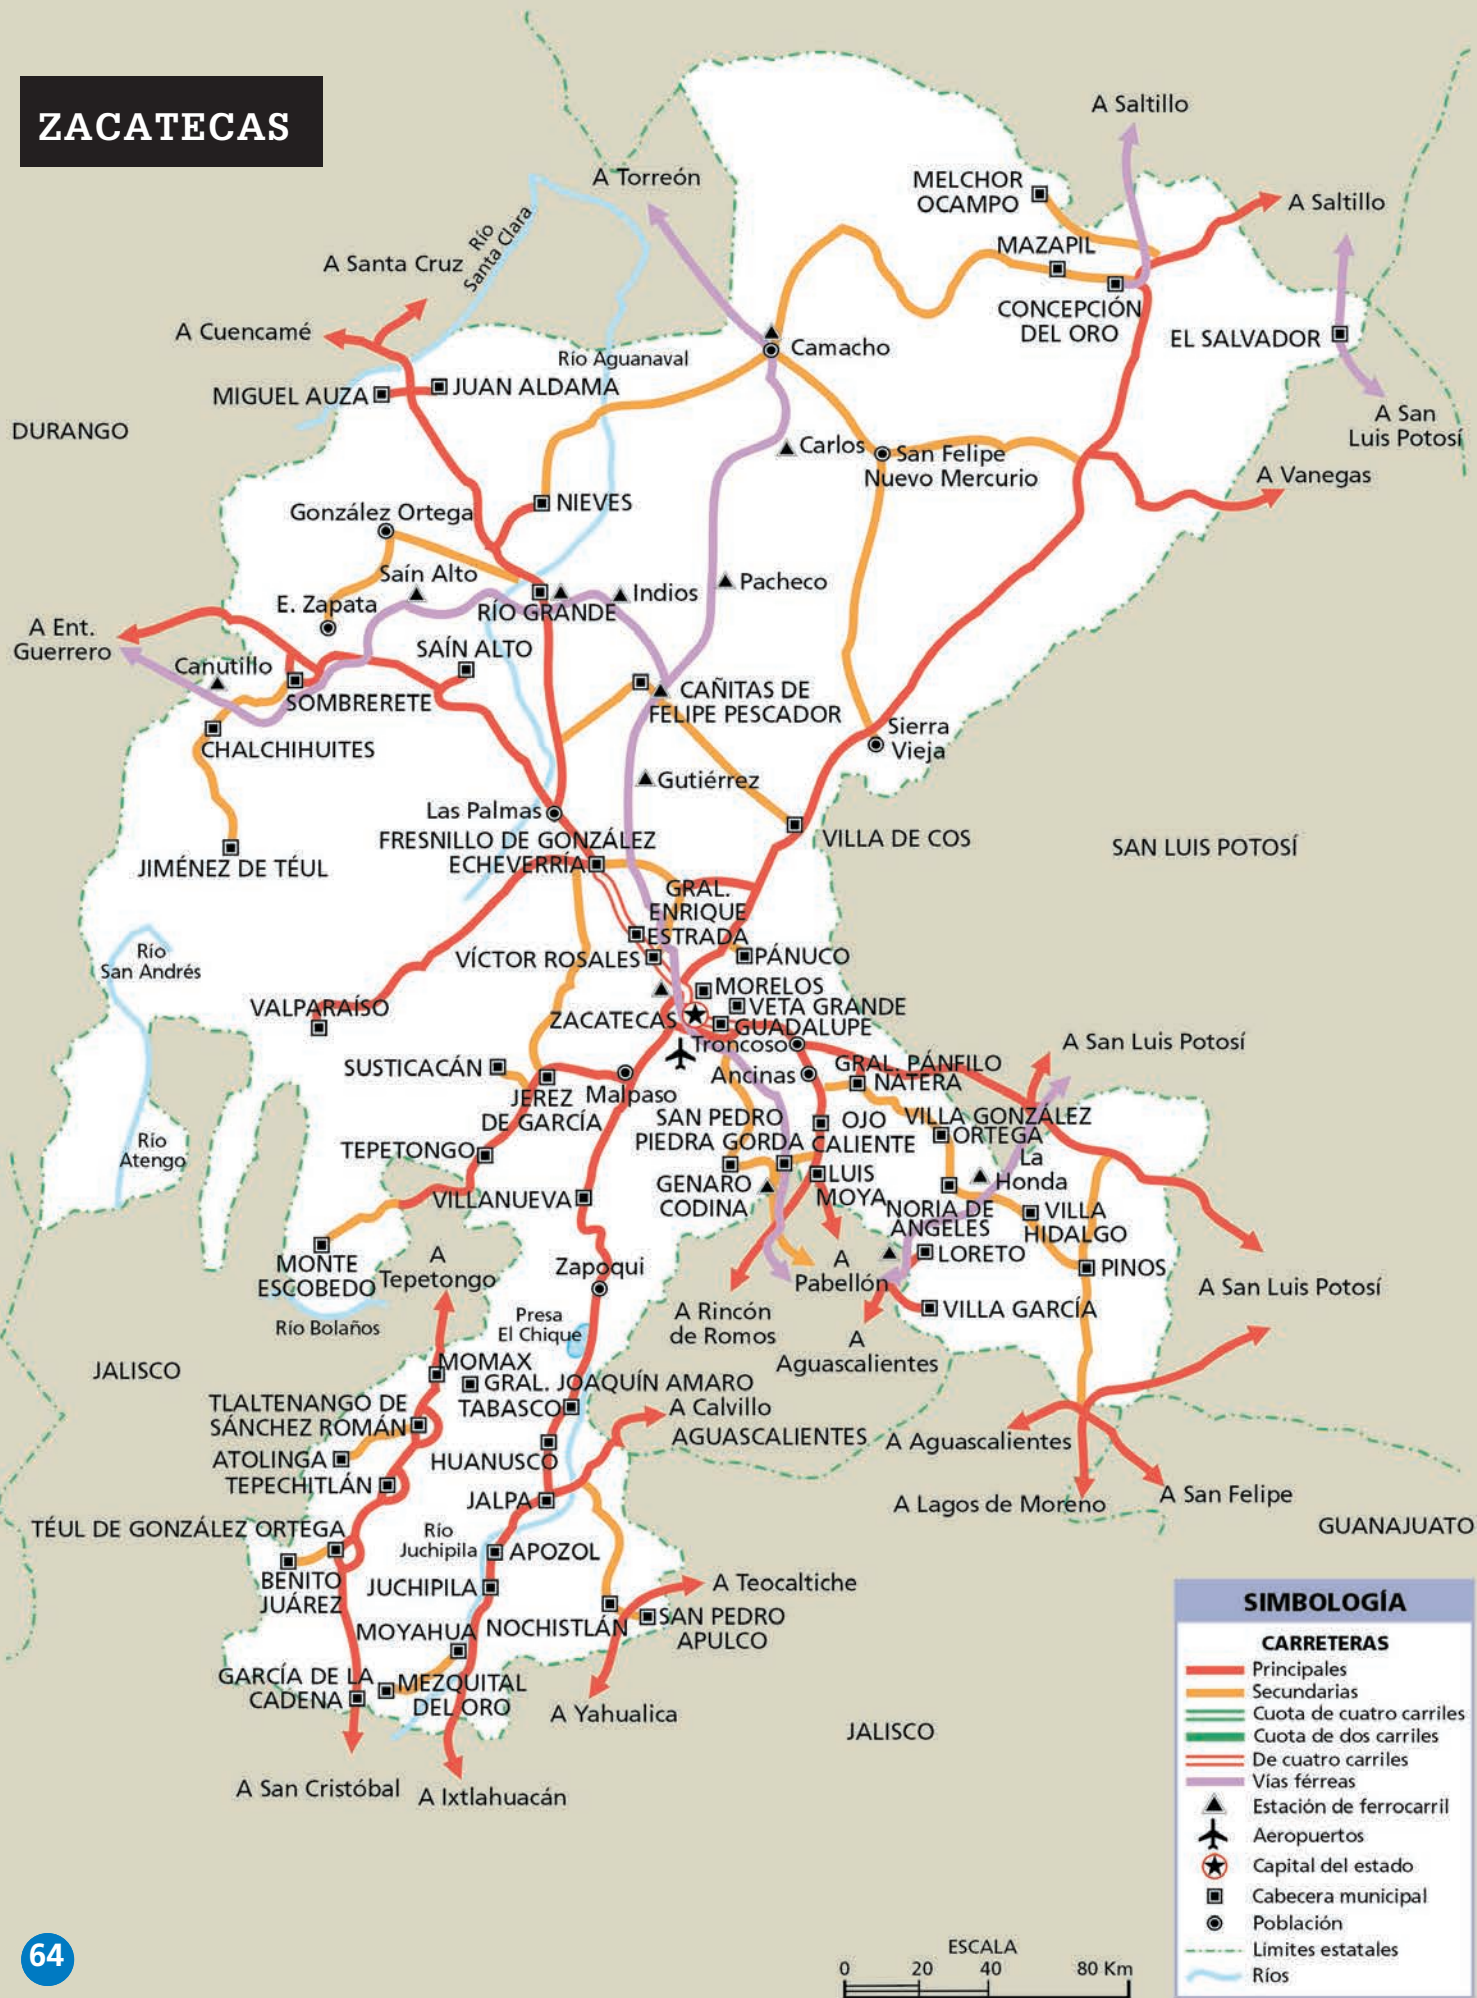 ZACATECAS
A Saltillo
A Torreón
MELCHOR
OCAMPO
A Saltillo
Río
Santa Clara
MAZAPIL
A Santa Cruz
CONCEPCIÓN
DEL ORO
A Cuencamé
EL SALVADOR
Camacho
Río Aguanaval
JUAN ALDAMA
MIGUEL AUZA
A San
Luis Potosí
DURANGO
Carlos
San Felipe
Nuevo Mercurio
A Vanegas
NIEVES
González Ortega
Saín Alto
Pacheco
Indios
E. Zapata
RÍO GRANDE
A Ent.
Guerrero
SAÍN ALTO
Canutillo
CAÑITAS DE
FELIPE PESCADOR
SOMBRERETE
Sierra
Vieja
CHALCHIHUITES
Gutiérrez
Las Palmas
FRESNILLO DE GONZÁLEZ
ECHEVERRÍA
VILLA DE COS
SAN LUIS POTOSÍ
JIMÉNEZ DE TÉUL
GRAL.
ENRIQUE
ESTRADA
Río
San Andrés
VÍCTOR ROSALES
PÁNUCO
MORELOS
VALPARAÍSO
VETA GRANDE
ZACATECAS
GUADALUPE
Troncoso
A San Luis Potosí
SUSTICACÁN
Ancinas
GRAL. PÁNFILO
NATERA
JEREZ
DE GARCÍA
Malpaso
SAN PEDRO
PIEDRA GORDA
OJO
CALIENTE
VILLA GONZÁLEZ
ORTEGA
Río
Atengo
TEPETONGO
La
Honda
GENARO
CODINA
LUIS
MOYA
VILLANUEVA
NORIA DE
ANGELES
VILLA
HIDALGO
MONTE
ESCOBEDO
A
Tepetongo
Zapoqui
A
Pabellón
LORETO
PINOS
A San Luis Potosí
Río Bolaños
Presa
El Chique
A Rincón
de Romos
VILLA GARCÍA
A
Aguascalientes
JALISCO
MOMAX
GRAL. JOAQUÍN AMARO
TLALTENANGO DE
SÁNCHEZ ROMÁN
TABASCO
A Calvillo
AGUASCALIENTES
A Aguascalientes
ATOLINGA
HUANUSCO
TEPECHITLÁN
JALPA
A Lagos de Moreno
A San Felipe
GUANAJUATO
TÉUL DE GONZÁLEZ ORTEGA
Río
Juchipila
APOZOL
BENITO
JUÁREZ
JUCHIPILA
A Teocaltiche
NOCHISTLÁN
SAN PEDRO
APULCO
MOYAHUA
GARCÍA DE LA
CADENA
MEZQUITAL
DEL ORO
A Yahualica
JALISCO
A San Cristóbal
A Ixtlahuacán
SIMBOLOGÍA
CARRETERAS
Principales
Secundarias
Cuota de cuatro carriles
Cuota de dos carriles
De cuatro carriles
Vías férreas
Estación de ferrocarril
Aeropuertos
Capital del estado
Cabecera municipal
Población
Límites estatales
Ríos
ESCALA
0 20 40 80 Km
64